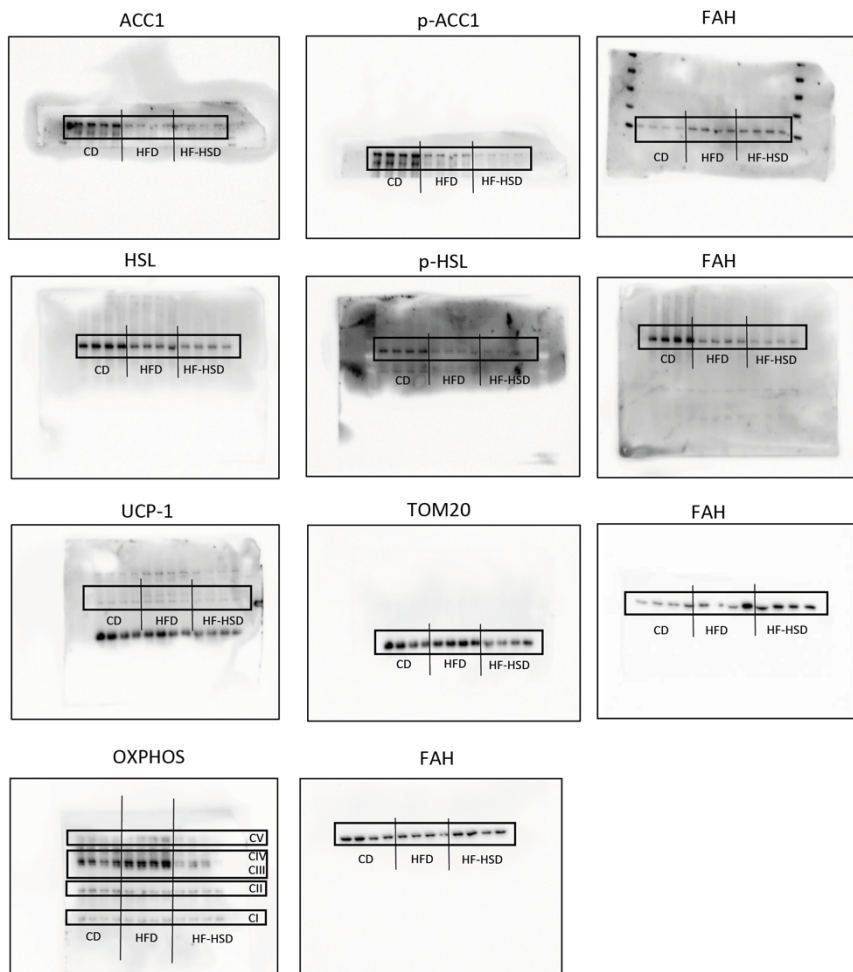 ACC1
p-ACC1
FAH
CD HFD HF-HSD
CD HFD HF-HSD
CD HFD HF-HSD
HSL
p-HSL
FAH
CD HFD HF-HSD
CD HFD HF-HSD
CD HFD HF-HSD
UCP-1
TOM20
FAH
CD HFD HF-HSD
CD HFD HF-HSD
CD HFD HF-HSD
OXPHOS
FAH
CV
CIV
CIII
CII
CI
CD HFD HF-HSD
CD HFD HF-HSD